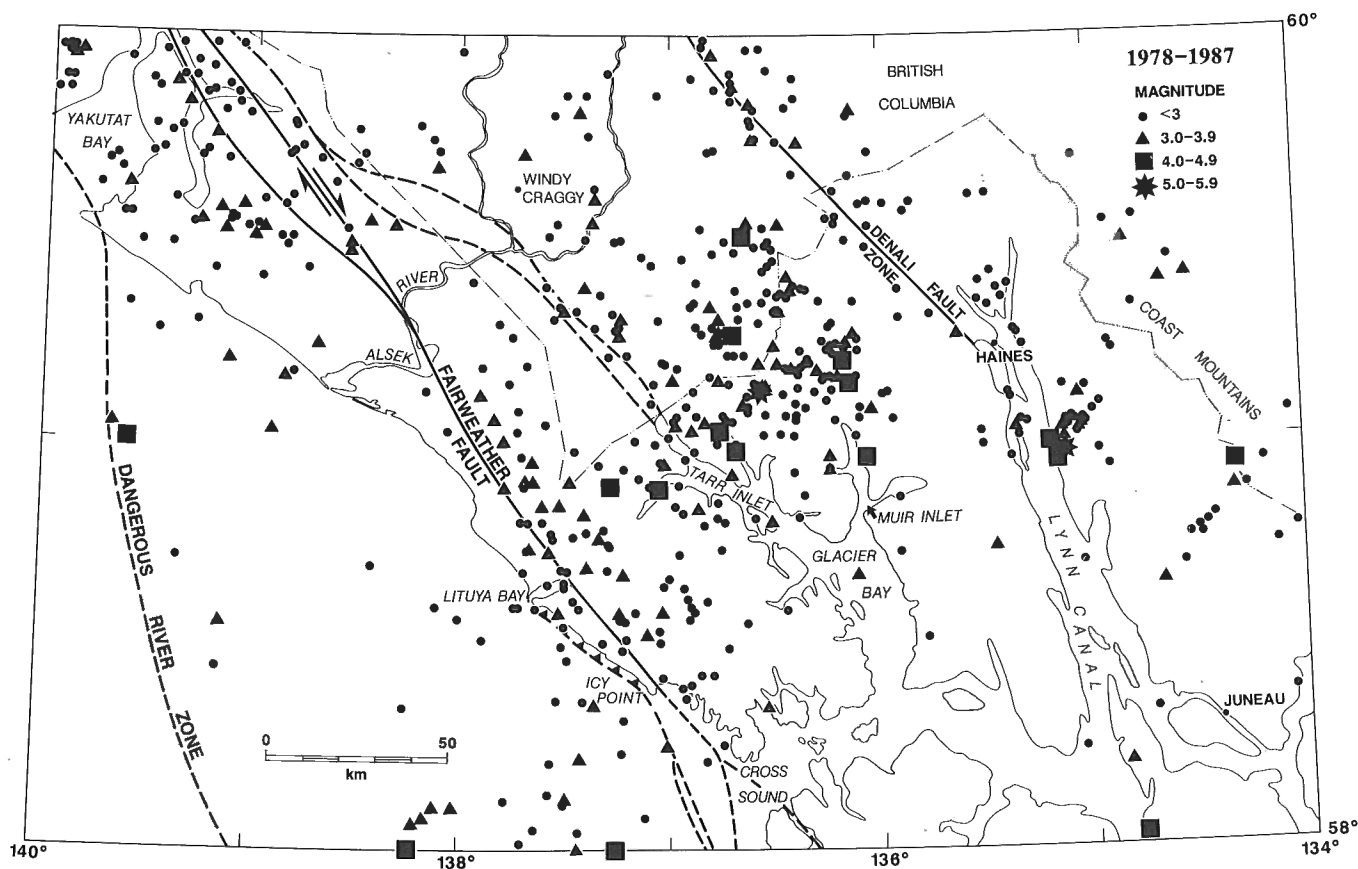 60°
1978–1987
MAGNITUDE
<3
3.0–3.9
4.0–4.9
5.0–5.9
BRITISH
COLUMBIA
YAKUTAT
BAY
WINDY
CRAGGY
DENALI
FAULT
ZONE
RIVER
ALSEK
COAST
MOUNTAINS
HAINES
FAIRWEATHER
FAULT
TARR INLET
MUIR INLET
DANGEROUS
RIVER
ZONE
GLACIER
BAY
LYNN
CANAL
LITUYA BAY
ICY
POINT
JUNEAU
0
50
km
CROSS
SOUND
58°
140°
138°
136°
134°